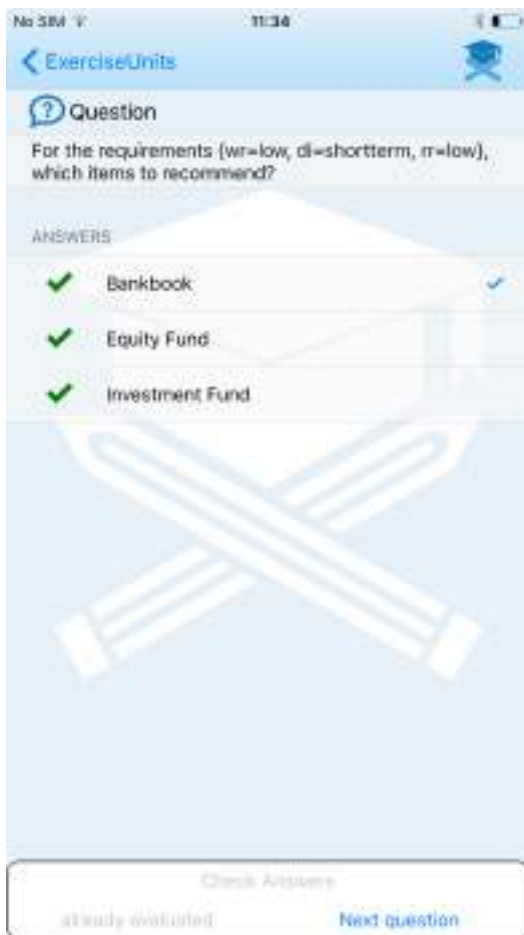 No SIM 11:34
ExerciseUnits
Question
For the requirements {wr=low, di=shortterm, rr=low},
which items to recommend?
ANSWERS
Bankbook
Equity Fund
Investment Fund
Check Answers
already evaluated Next question